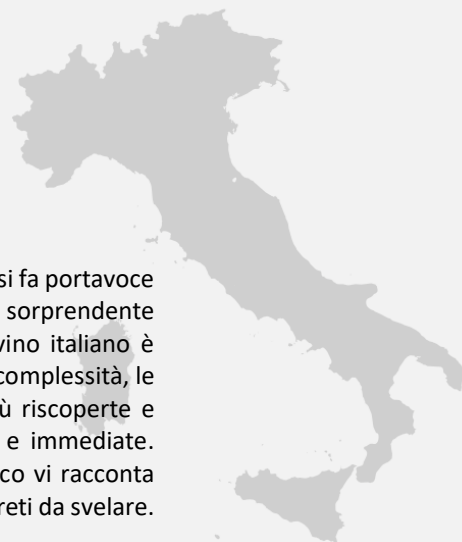 si fa portavoce
sorprendente
vino italiano è
complessità, le
ù riscoperte e
e immediate.
co vi racconta
reti da svelare.